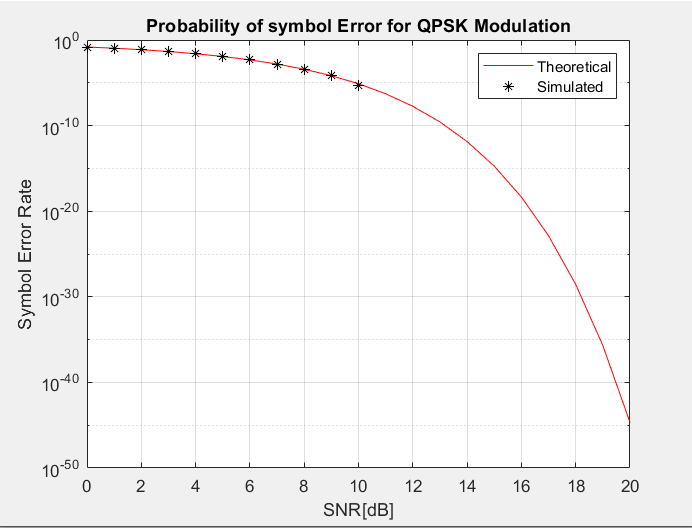 Probability of symbol Error for QPSK Modulation
Theoretical
Simulated
Symbol Error Rate
10^0
10^-10
10^-20
10^-30
10^-40
10^-50
0 2 4 6 8 10 12 14 16 18 20
SNR[dB]